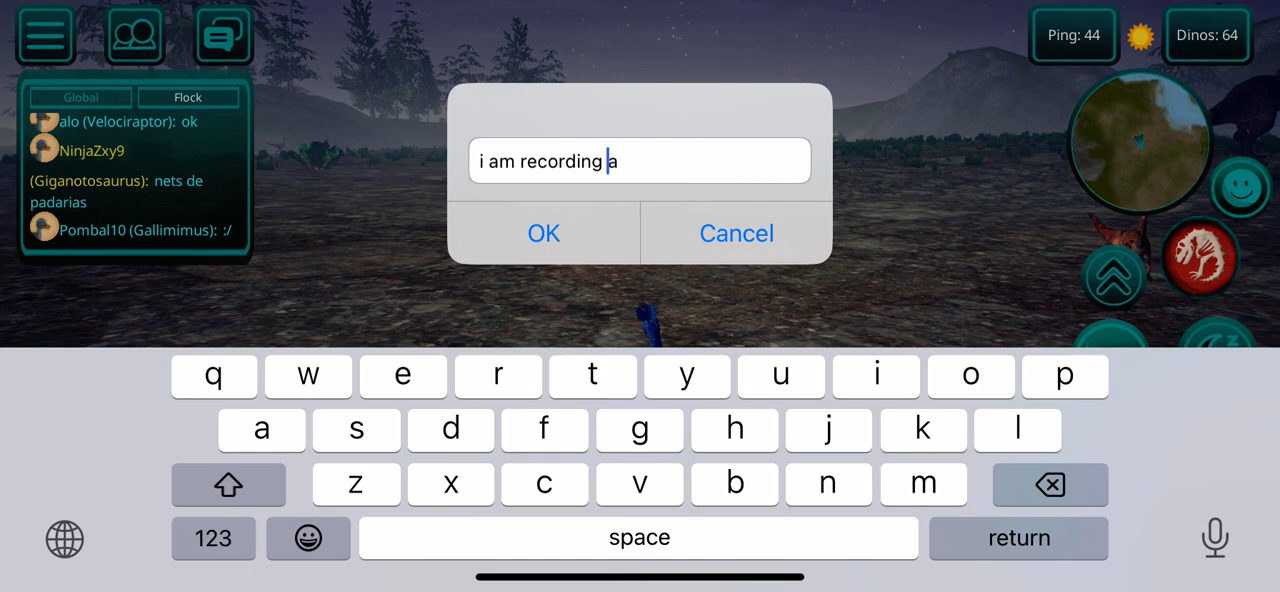 Ping: 44
Dinos: 64
Global
Flock
alo (Velociraptor): ok
NinjaZxy9
(Giganotosaurus): nets de
padarias
Pombal10 (Gallimimus): :/
i am recording a
OK
Cancel
q w e r t y u i o p
a s d f g h j k l
z x c v b n m
123
space
return